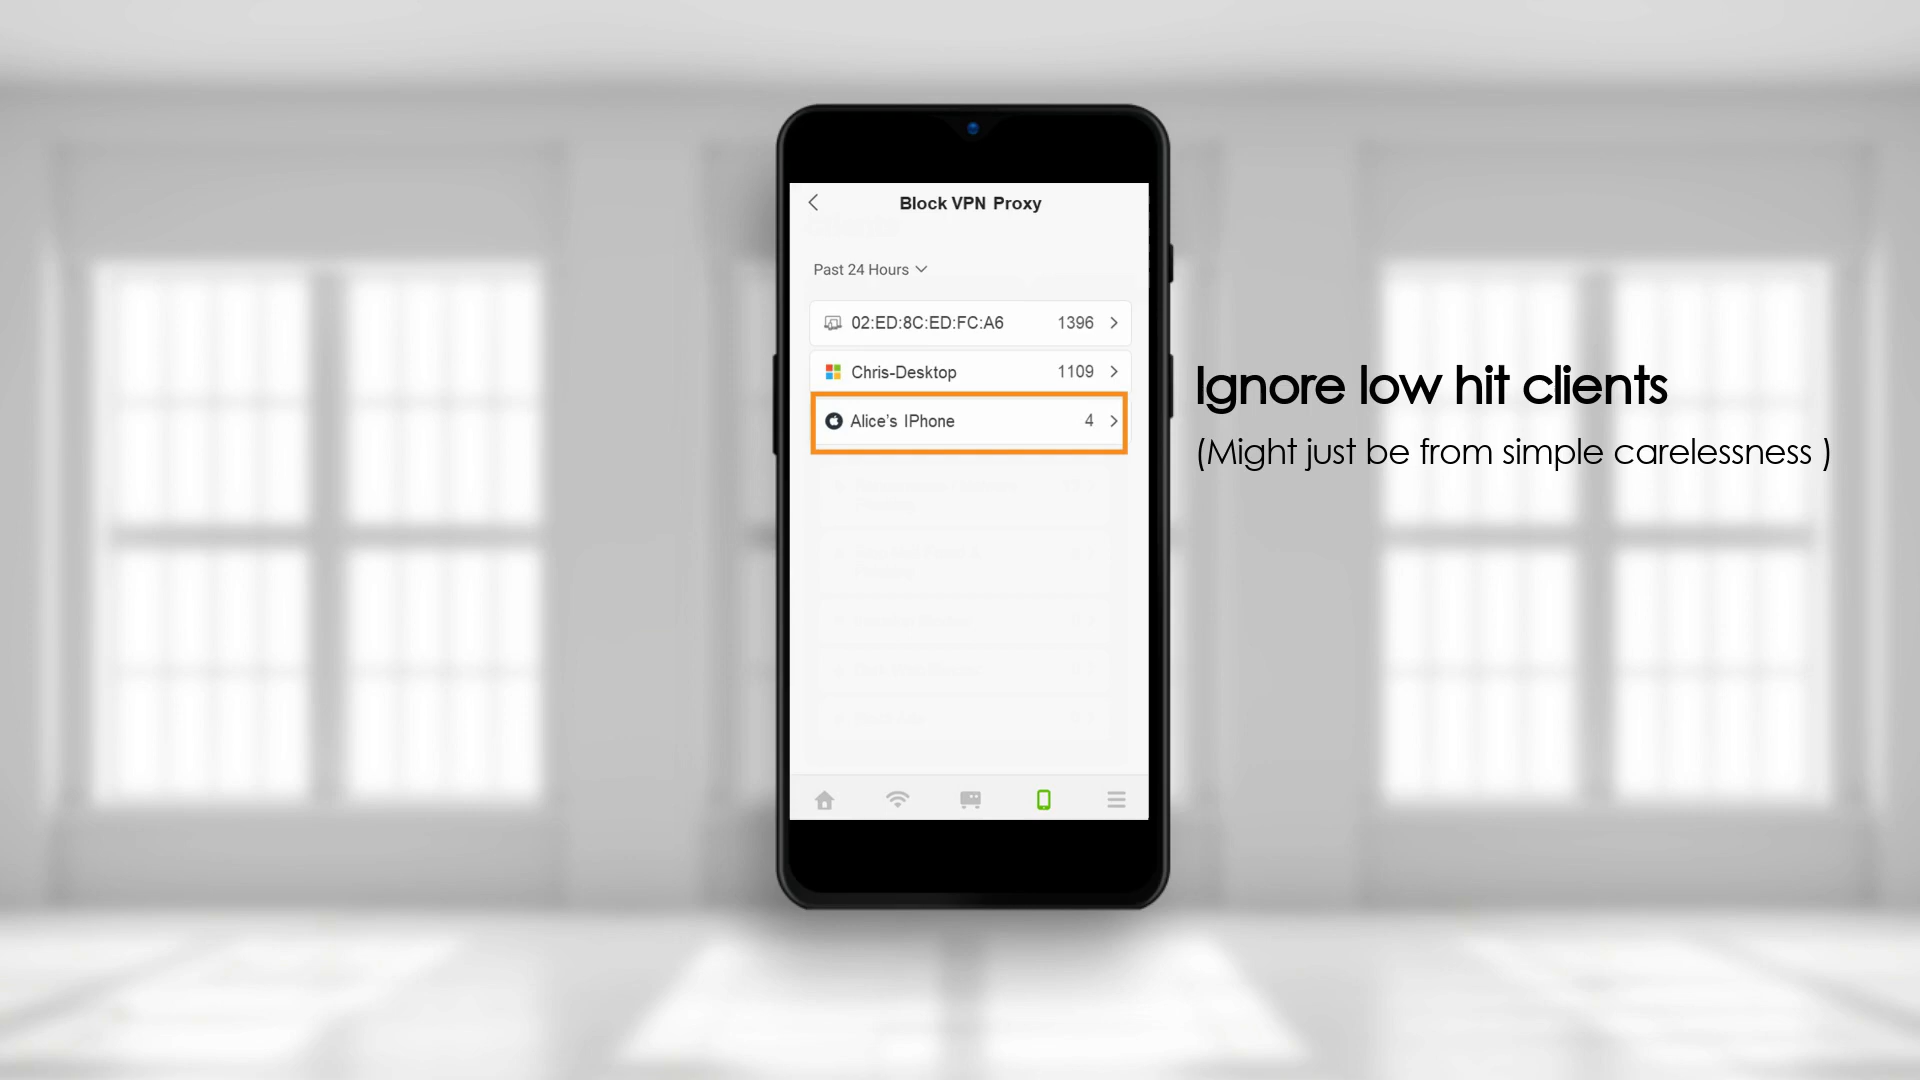 Block VPN Proxy
Past 24 Hours
02:ED:8C:ED:FC:A6 1396
Chris-Desktop 1109
Alice's IPhone 4
Ignore low hit clients
(Might just be from simple carelessness )